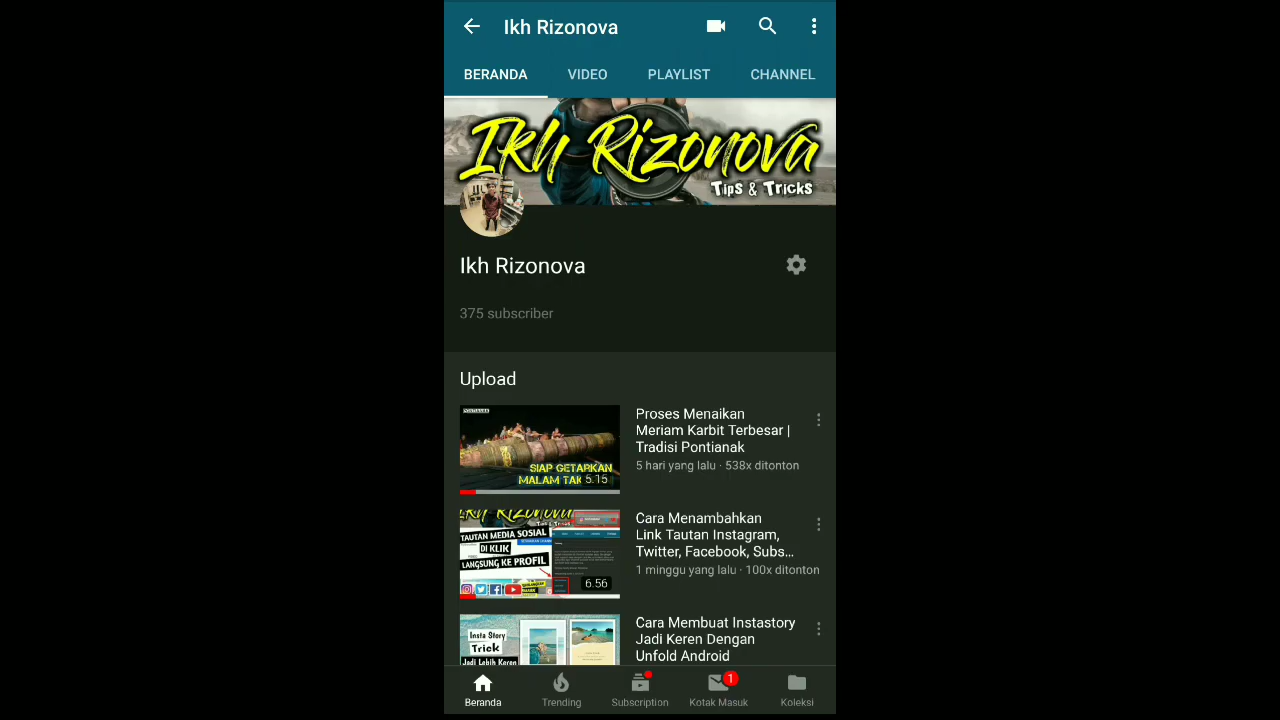 Ikh Rizonova
BERANDA VIDEO PLAYLIST CHANNEL
Ikh Rizonova
Tips & Tricks
Ikh Rizonova
375 subscriber
Upload
PONTIANAK
SIAP GETARKAN
MALAM TAK
5.15
Proses Menaikan
Meriam Karbit Terbesar |
Tradisi Pontianak
5 hari yang lalu · 538x ditonton
TAUTAN MEDIA SOSIAL
DI KLIK
LANGSUNG KE PROFIL
6.56
Cara Menambahkan
Link Tautan Instagram,
Twitter, Facebook, Subs...
1 minggu yang lalu · 100x ditonton
Insta Story
Trick
Jadi Lebih Keren
Cara Membuat Instastory
Jadi Keren Dengan
Unfold Android
1
Beranda Trending Subscription Kotak Masuk Koleksi